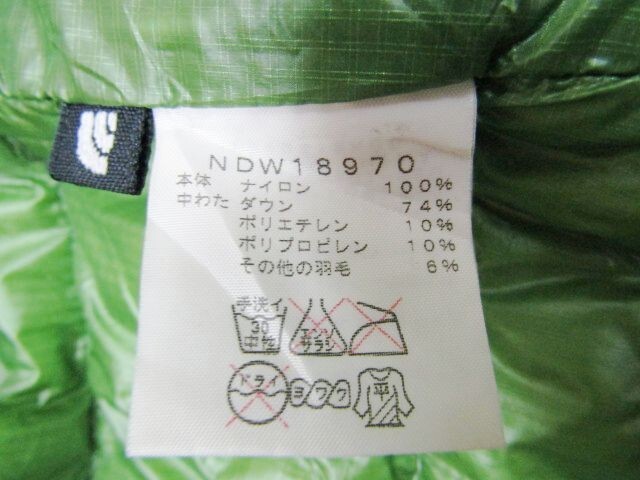 NDW18970
本体 ナイロン 100%
中わた ダウン 74%
ポリエチレン 10%
ポリプロピレン 10%
その他の羽毛 6%
手洗イ
30
中性
エンソ
サラシ
ドライ
ヨワク
平